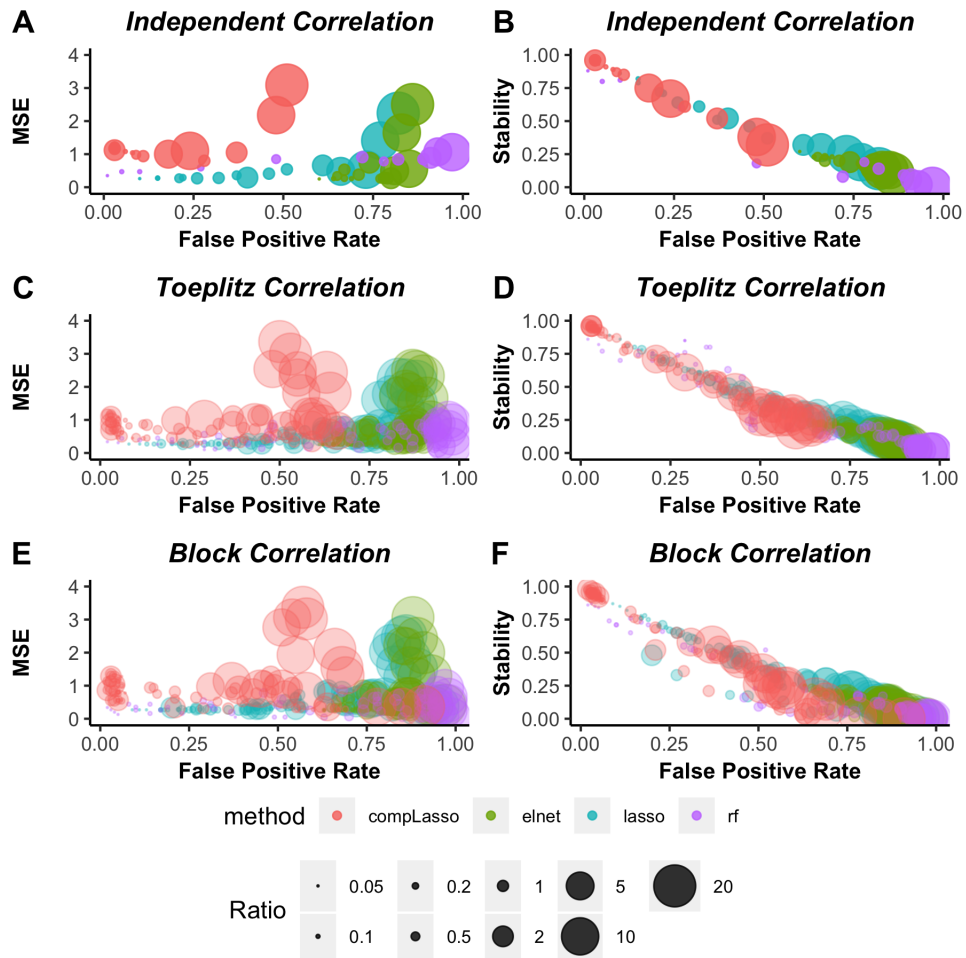 A Independent Correlation
4
3
2
1
0
MSE
0.00 0.25 0.50 0.75 1.00
False Positive Rate
B Independent Correlation
1.00
0.75
0.50
0.25
0.00
Stability
0.00 0.25 0.50 0.75 1.00
False Positive Rate
C Toeplitz Correlation
4
3
2
1
0
MSE
0.00 0.25 0.50 0.75 1.00
False Positive Rate
D Toeplitz Correlation
1.00
0.75
0.50
0.25
0.00
Stability
0.00 0.25 0.50 0.75 1.00
False Positive Rate
E Block Correlation
4
3
2
1
0
MSE
0.00 0.25 0.50 0.75 1.00
False Positive Rate
F Block Correlation
1.00
0.75
0.50
0.25
0.00
Stability
0.00 0.25 0.50 0.75 1.00
False Positive Rate
method compLasso elnet lasso rf
Ratio
0.05 0.2 1 5 20
0.1 0.5 2 10